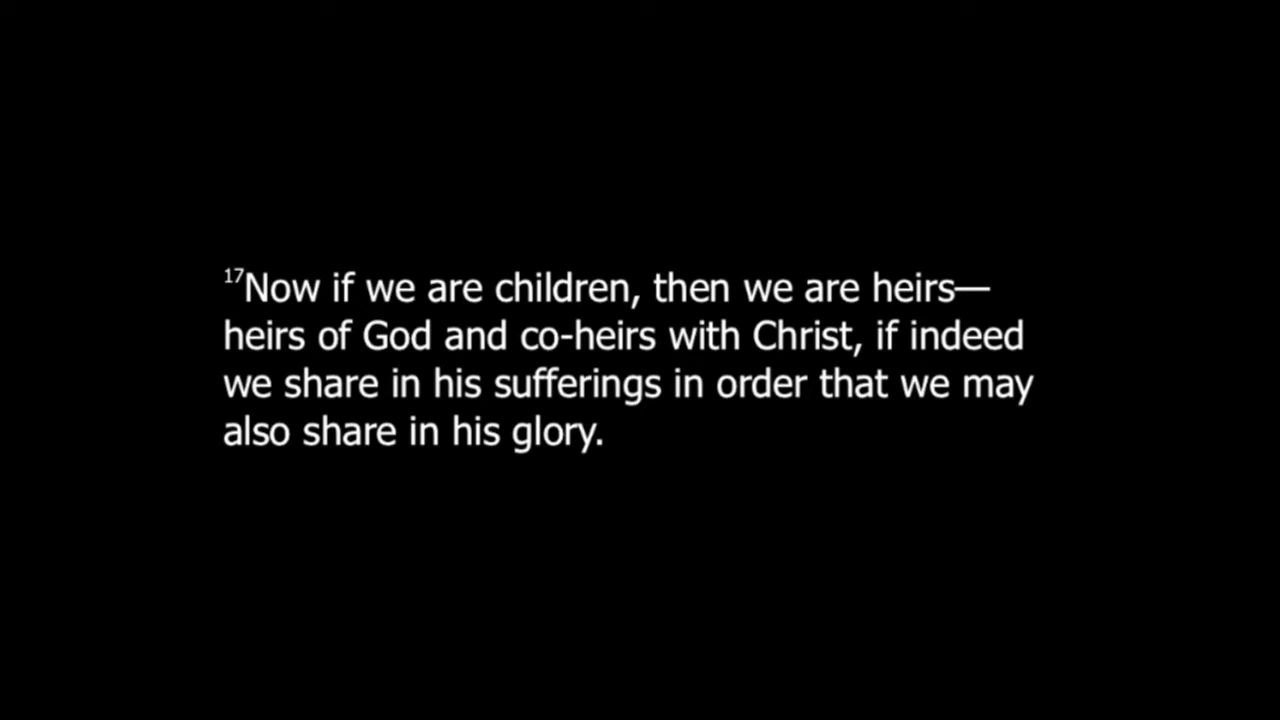 17Now if we are children, then we are heirs—
heirs of God and co-heirs with Christ, if indeed
we share in his sufferings in order that we may
also share in his glory.